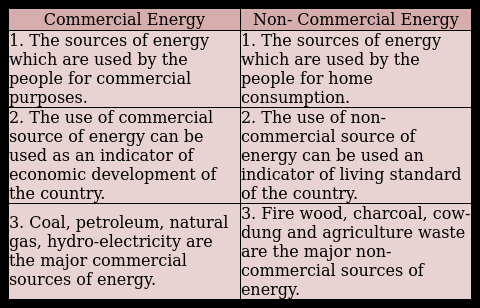 Commercial Energy
Non- Commercial Energy
1. The sources of energy
which are used by the
people for commercial
purposes.
1. The sources of energy
which are used by the
people for home
consumption.
2. The use of commercial
source of energy can be
used as an indicator of
economic development of
the country.
2. The use of non-
commercial source of
energy can be used an
indicator of living standard
of the country.
3. Coal, petroleum, natural
gas, hydro-electricity are
the major commercial
sources of energy.
3. Fire wood, charcoal, cow-
dung and agriculture waste
are the major non-
commercial sources of
energy.